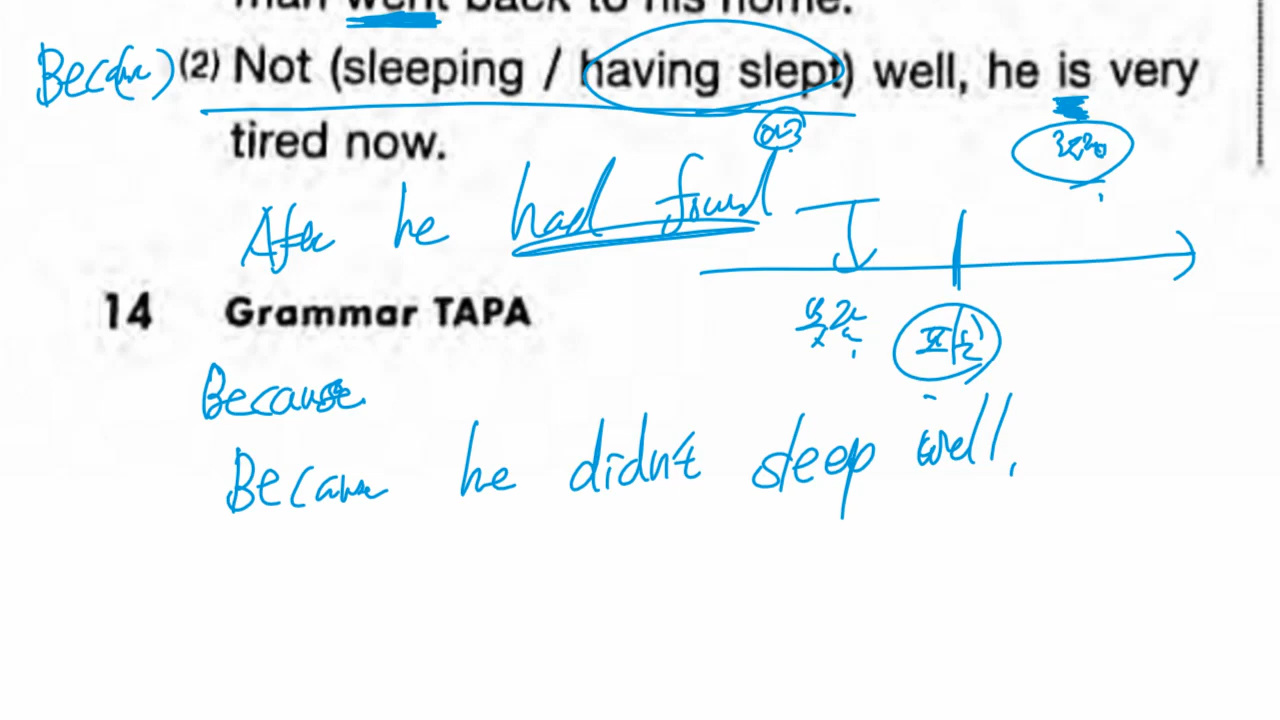 man went back to his home.
(2) Not (sleeping / having slept) well, he is very
tired now.
After he had found
14 Grammar TAPA
Because
Because he didn't sleep well.